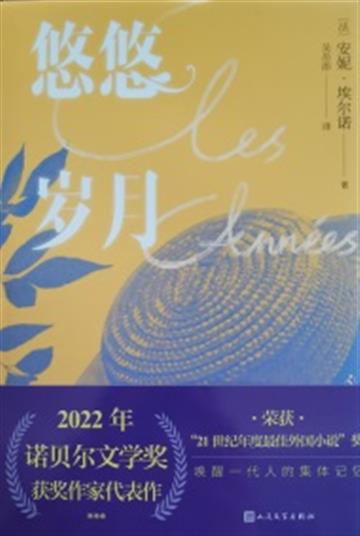 悠悠
岁月
Les
Années
[法] 安妮·埃尔诺 著
吴岳添 译
2022年
诺贝尔文学奖
获奖作家代表作
·荣获·
“21世纪年度最佳外国小说”奖
唤醒一代人的集体记忆
人民文学出版社